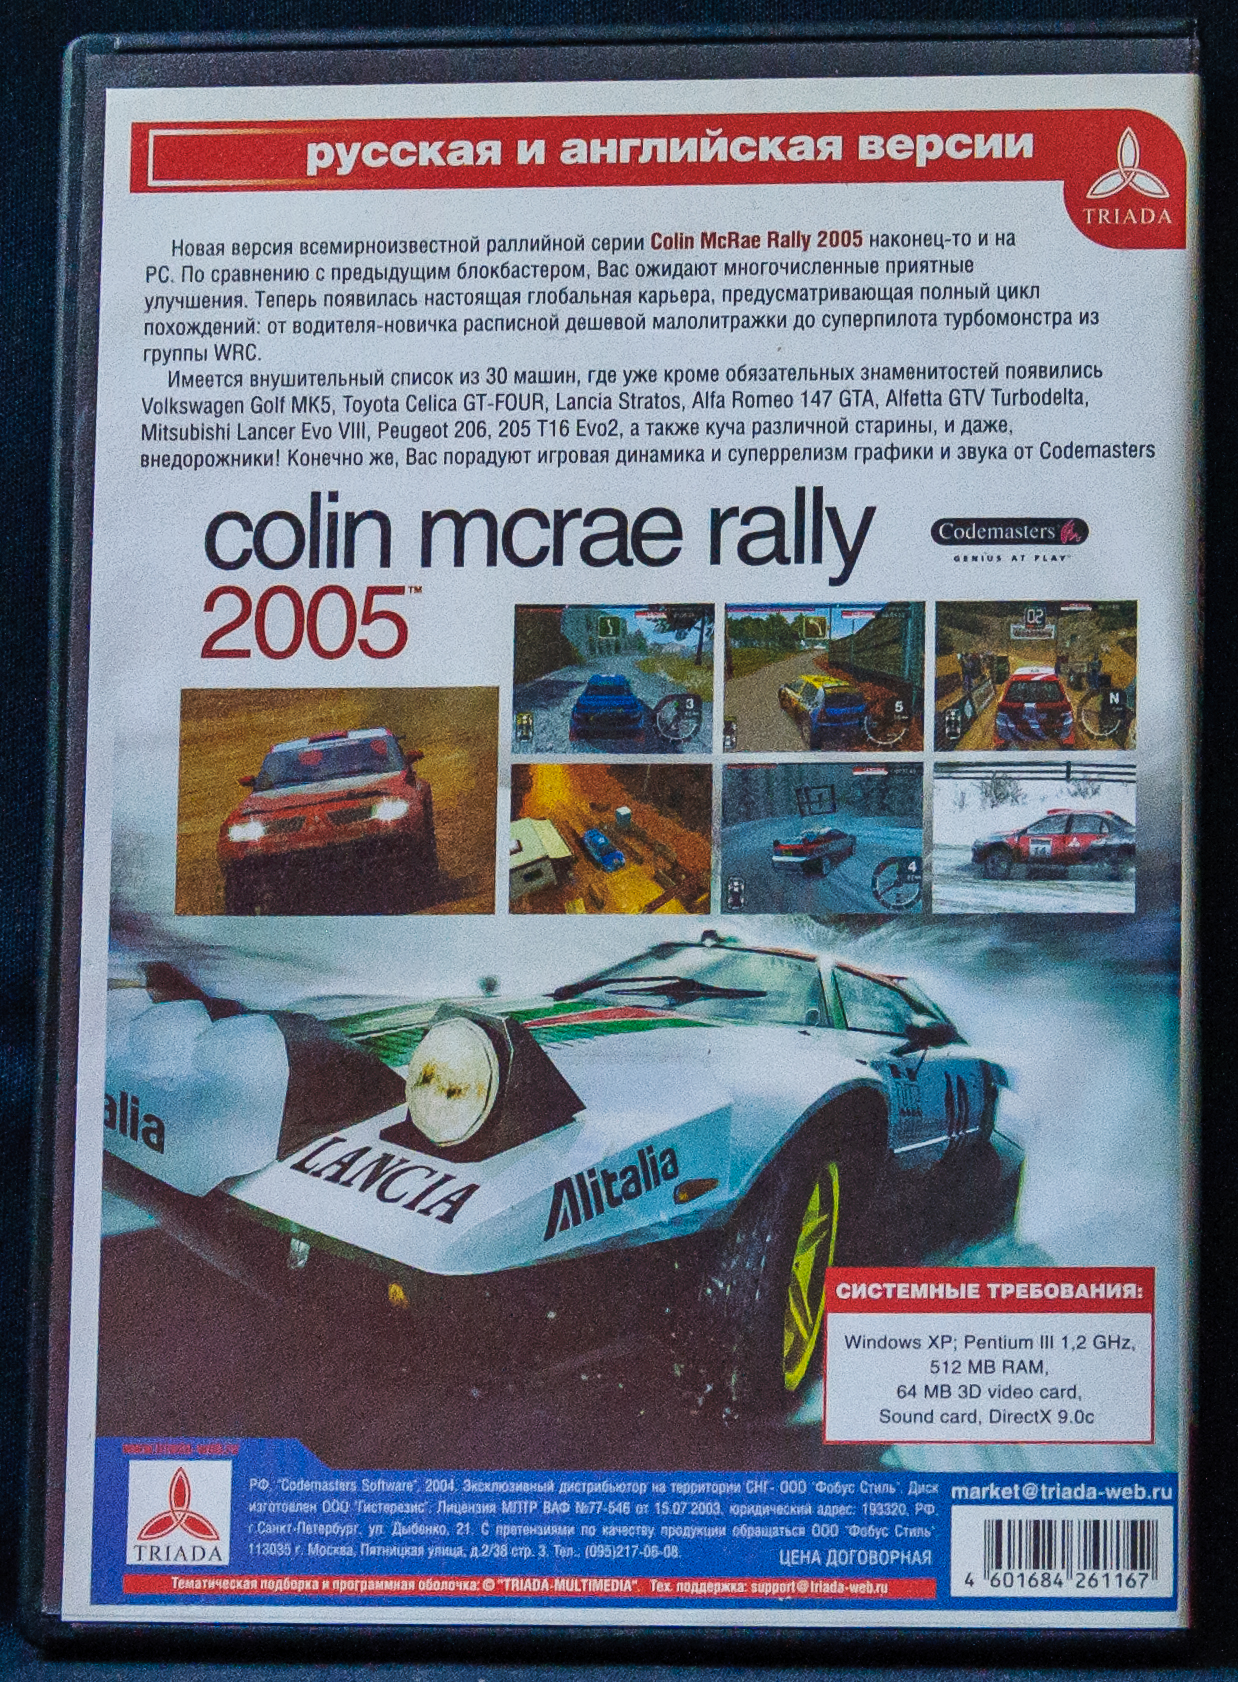 русская и английская версии
TRIADA
Новая версия всемирноизвестной раллийной серии Colin McRae Rally 2005 наконец-то и на
PC. По сравнению с предыдущим блокбастером, Вас ожидают многочисленные приятные
улучшения. Теперь появилась настоящая глобальная карьера, предусматривающая полный цикл
похождений: от водителя-новичка расписной дешевой малолитражки до суперпилота турбомонстра из
группы WRC.
Имеется внушительный список из 30 машин, где уже кроме обязательных знаменитостей появились
Volkswagen Golf MK5, Toyota Celica GT-FOUR, Lancia Stratos, Alfa Romeo 147 GTA, Alfetta GTV Turbodelta,
Mitsubishi Lancer Evo VIII, Peugeot 206, 205 T16 Evo2, а также куча различной старины, и даже,
внедорожники! Конечно же, Вас порадуют игровая динамика и суперрелизм графики и звука от Codemasters
colin mcrae rally
2005™
Codemasters
GENIUS AT PLAY™
3
5
02
N
4
14
alia
LANCIA
Alitalia
СИСТЕМНЫЕ ТРЕБОВАНИЯ:
Windows XP; Pentium III 1,2 GHz,
512 MB RAM,
64 MB 3D video card,
Sound card, DirectX 9.0c
TRIADA
РФ, "Codemasters Software", 2004. Эксклюзивный дистрибьютор на территории СНГ- ООО "Фобус Стиль". Диск
изготовлен ООО "Гистерезис". Лицензия МПТР ВАФ №77-546 от 15.07.2003, юридический адрес: 193320, РФ,
г.Санкт-Петербург, ул. Дыбенко, 21. С претензиями по качеству продукции обращаться ООО "Фобус Стиль".
113035 г. Москва, Пятницкая улица, д.2/38 стр. 3. Тел.: (095)217-06-08.
ЦЕНА ДОГОВОРНАЯ
Тематическая подборка и программная оболочка: © "TRIADA-MULTIMEDIA". Тех. поддержка: support@triada-web.ru
market@triada-web.ru
4 601684 261167